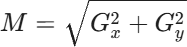 M = \sqrt{G_x^2 + G_y^2}